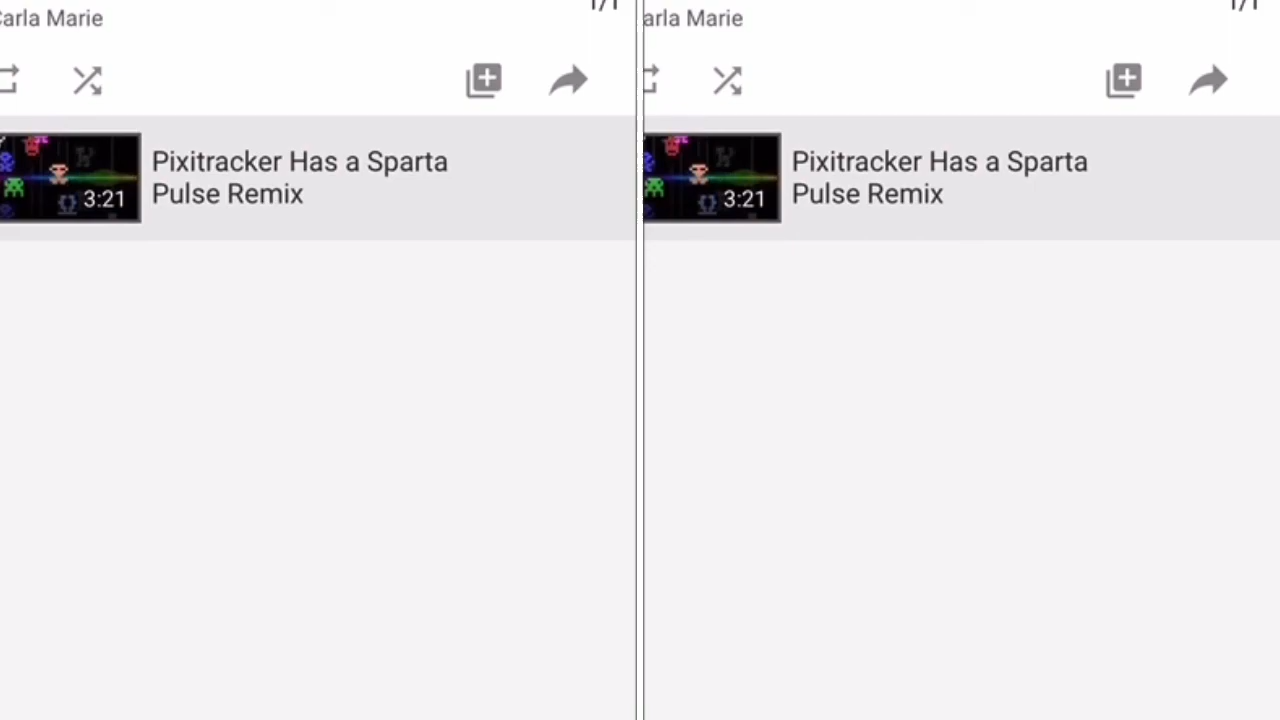 1/1
Carla Marie
3:21
Pixitracker Has a Sparta
Pulse Remix
1/1
arla Marie
3:21
Pixitracker Has a Sparta
Pulse Remix